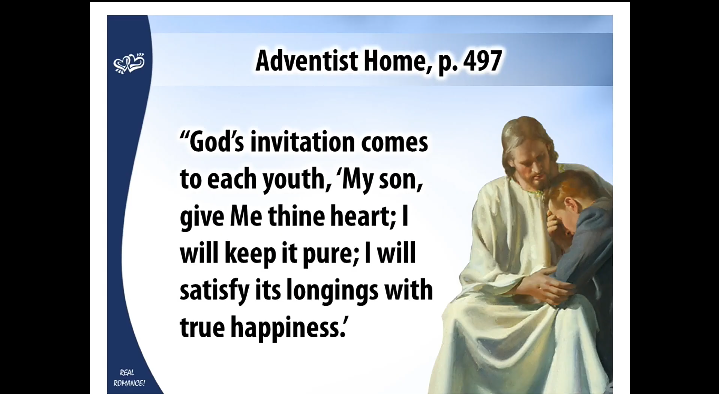 Adventist Home, p. 497
“God’s invitation comes
to each youth, ‘My son,
give Me thine heart; I
will keep it pure; I will
satisfy its longings with
true happiness.’
REAL
ROMANCE!